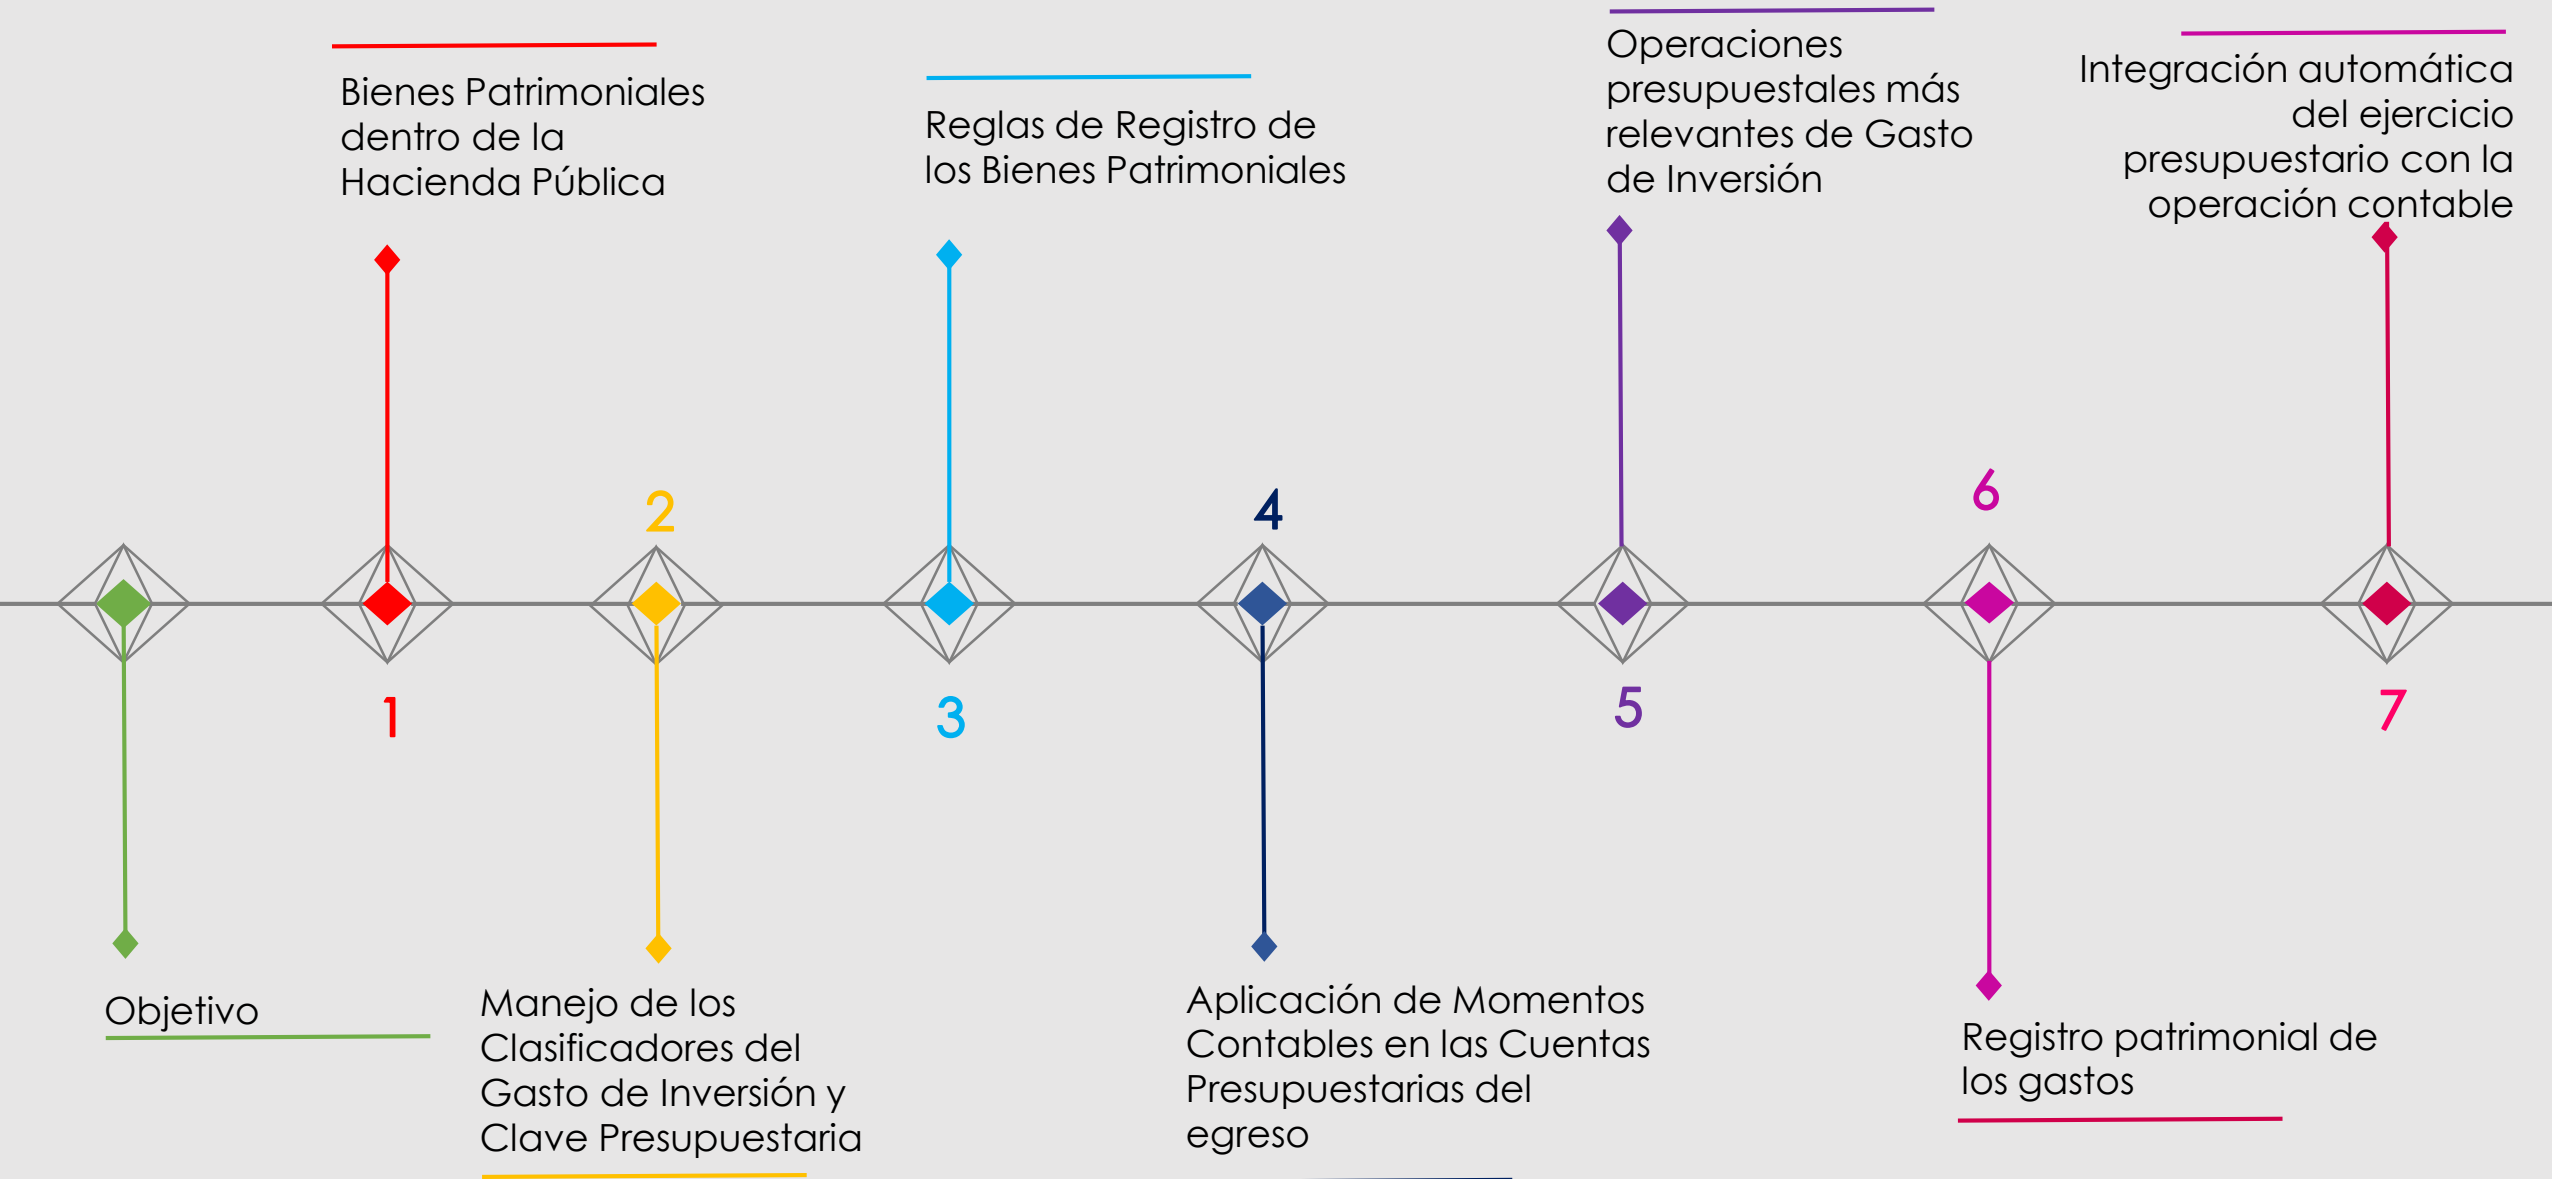 Objetivo
1
Bienes Patrimoniales
dentro de la
Hacienda Pública
2
Manejo de los
Clasificadores del
Gasto de Inversión y
Clave Presupuestaria
3
Reglas de Registro de
los Bienes Patrimoniales
4
Aplicación de Momentos
Contables en las Cuentas
Presupuestarias del
egreso
5
Operaciones
presupuestales más
relevantes de Gasto
de Inversión
6
Registro patrimonial de
los gastos
7
Integración automática
del ejercicio
presupuestario con la
operación contable